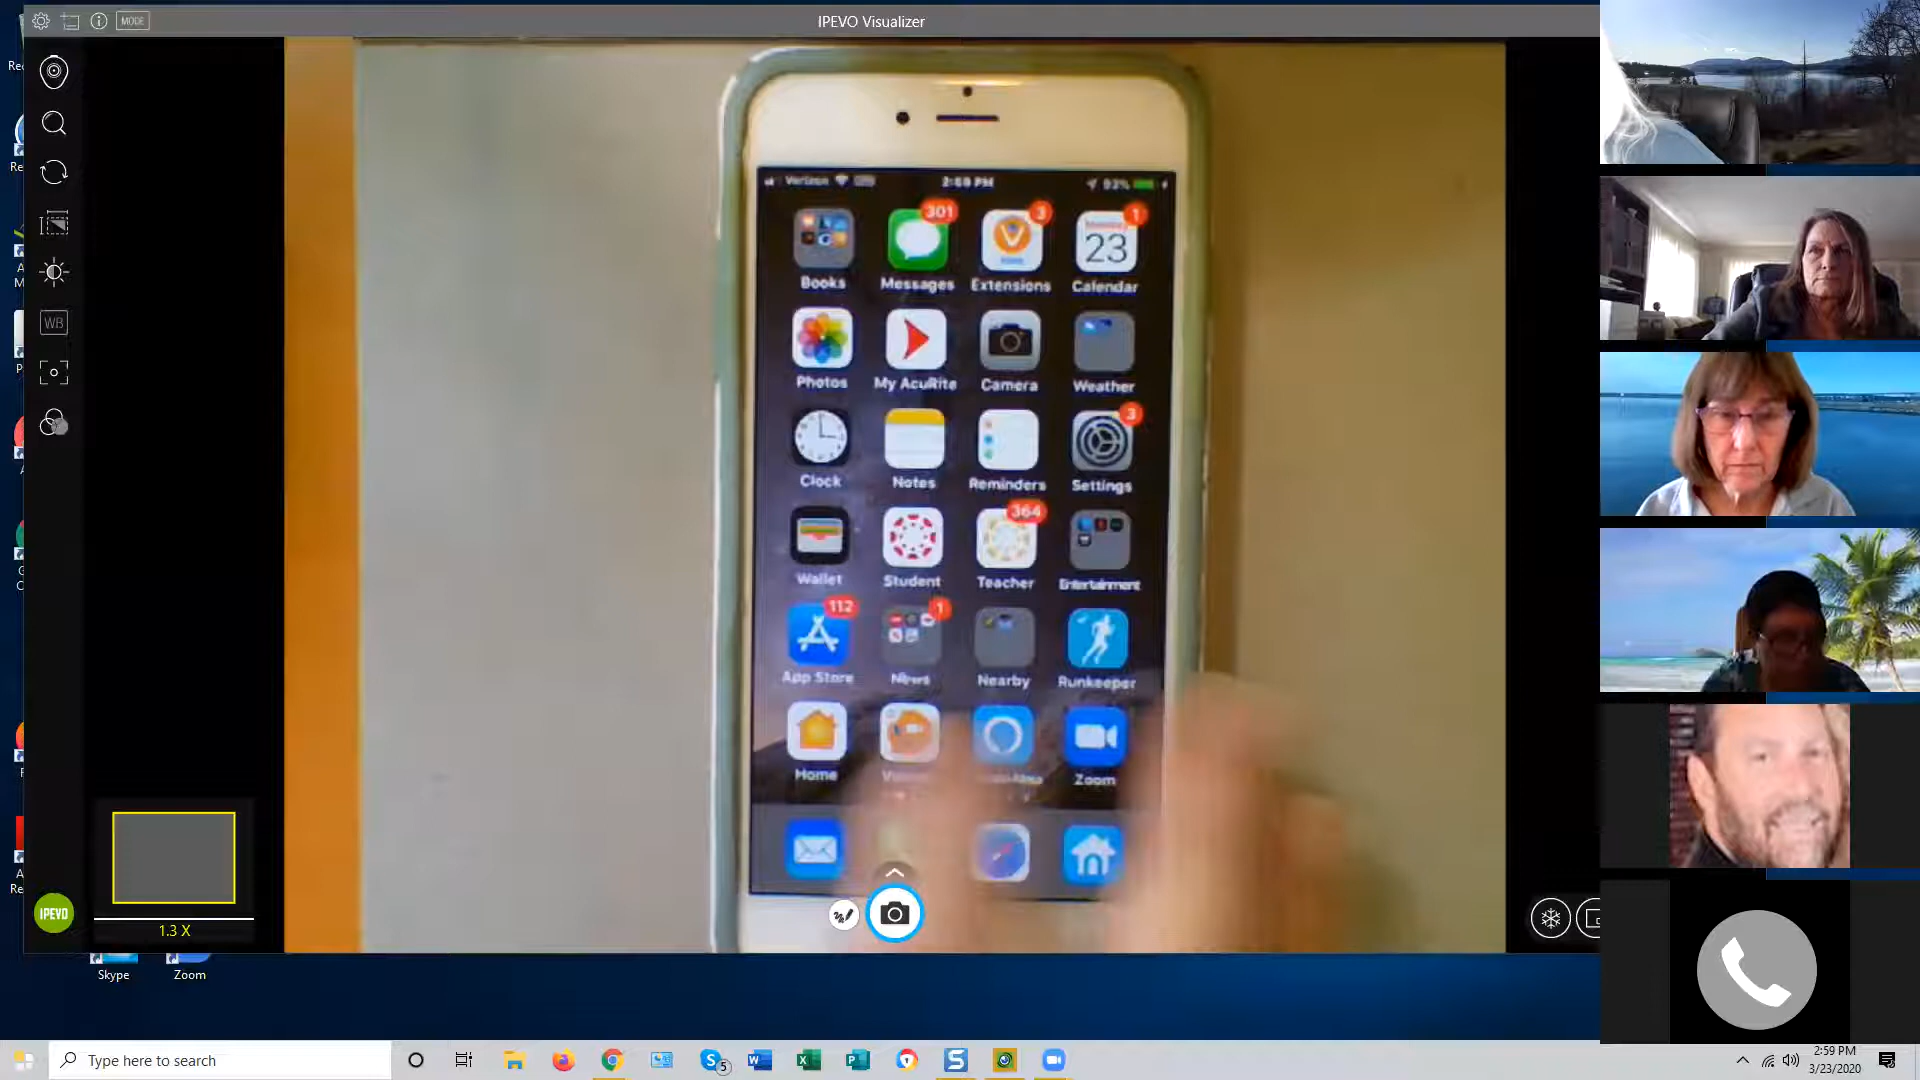 MODE
IPEVO Visualizer
WB
Verizon 2:59 PM 93%
301 3 1
23
Books Messages Extensions Calendar
Photos My AcuRite Camera Weather
3
Clock Notes Reminders Settings
364
Wallet Student Teacher Entertainment
112 1
App Store News Nearby Runkeeper
Home Zoom
IPEVO
1.3 X
Skype Zoom
Type here to search
5
2:59 PM
3/23/2020